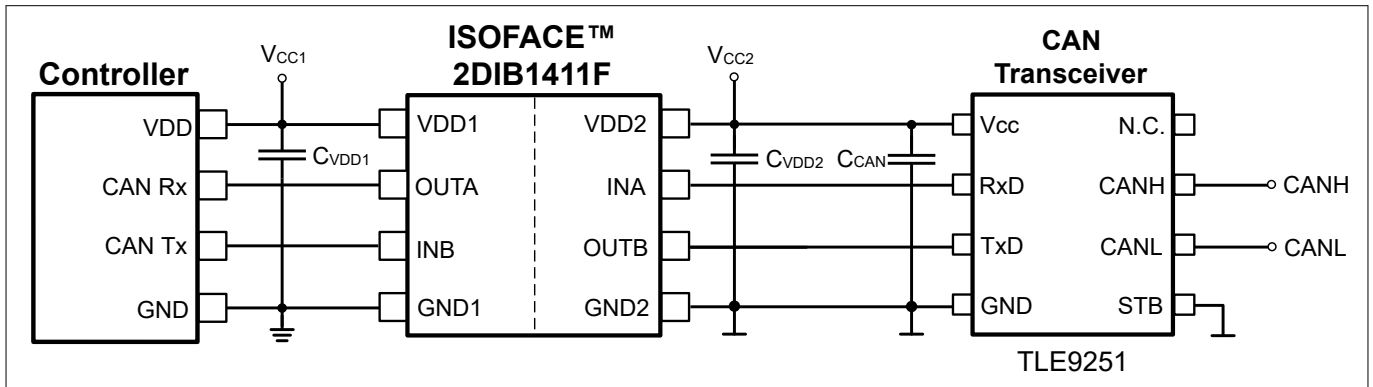 Controller
VDD
CAN Rx
CAN Tx
GND
VCC1
CVDD1
ISOFACE™
2DIB1411F
VDD1
OUTA
INB
GND1
VDD2
INA
OUTB
GND2
VCC2
CVDD2
CCAN
CAN
Transceiver
Vcc
RxD
TxD
GND
N.C.
CANH
CANL
STB
CANH
CANL
TLE9251